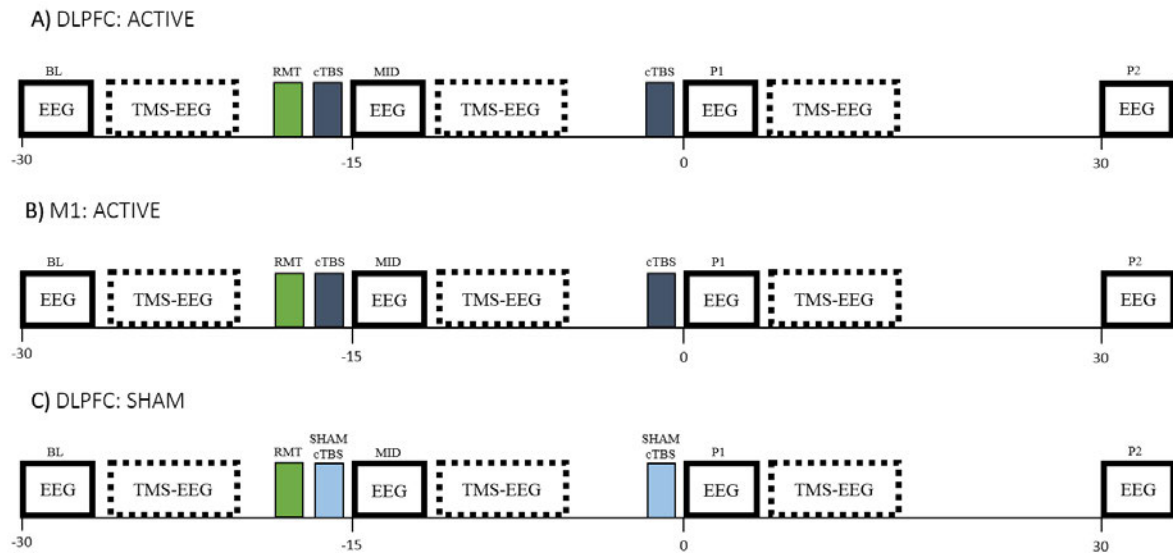 A) DLPFC: ACTIVE
BL RMT cTBS MID cTBS P1 P2
EEG TMS-EEG EEG TMS-EEG EEG TMS-EEG EEG
-30 -15 0 30
B) M1: ACTIVE
BL RMT cTBS MID cTBS P1 P2
EEG TMS-EEG EEG TMS-EEG EEG TMS-EEG EEG
-30 -15 0 30
C) DLPFC: SHAM
SHAM SHAM
BL RMT cTBS MID cTBS P1 P2
EEG TMS-EEG EEG TMS-EEG EEG TMS-EEG EEG
-30 -15 0 30